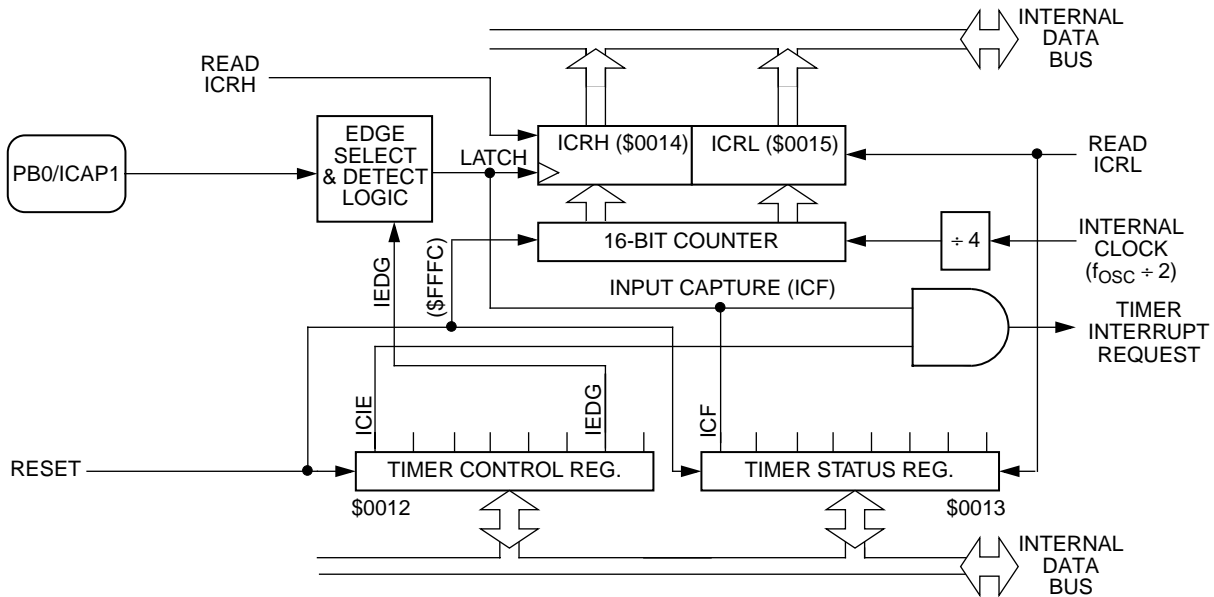 INTERNAL
DATA
BUS
READ
ICRH
EDGE
SELECT
& DETECT
LOGIC
PB0/ICAP1
LATCH
ICRH ($0014)
ICRL ($0015)
READ
ICRL
16-BIT COUNTER
÷ 4
INTERNAL
CLOCK
(fOSC ÷ 2)
IEDG
($FFFC)
INPUT CAPTURE (ICF)
TIMER
INTERRUPT
REQUEST
ICIE
IEDG
ICF
RESET
TIMER CONTROL REG.
TIMER STATUS REG.
$0012
$0013
INTERNAL
DATA
BUS